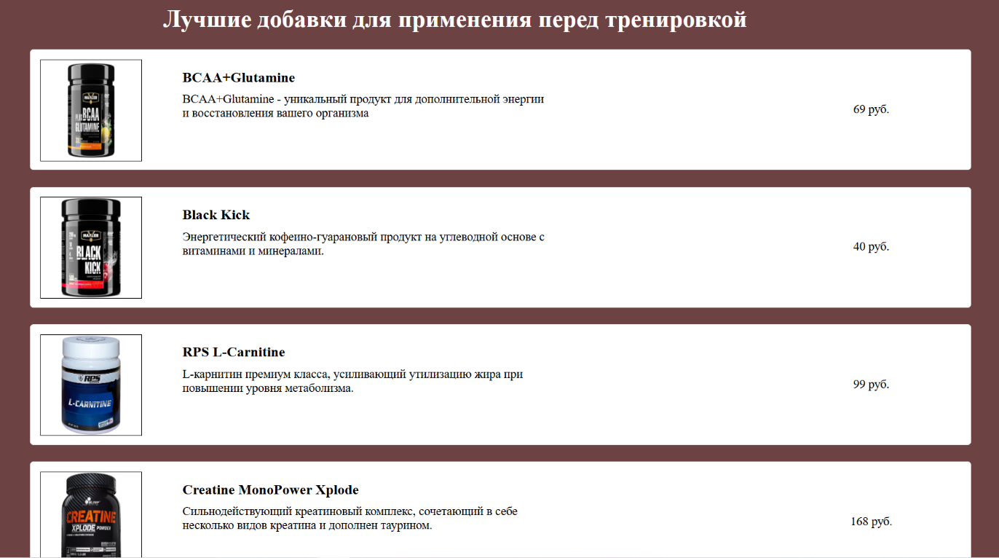 Лучшие добавки для применения перед тренировкой
MAXLER
PLUS BCAA
GLUTAMINE
BCAA+Glutamine
BCAA+Glutamine - уникальный продукт для дополнительной энергии
и восстановления вашего организма
69 руб.
MAXLER
BLACK
KICK
Black Kick
Энергетический кофеино-гуарановый продукт на углеводной основе с
витаминами и минералами.
40 руб.
RPS
L-CARNITINE
RPS L-Carnitine
L-карнитин премиум класса, усиливающий утилизацию жира при
повышении уровня метаболизма.
99 руб.
CREATINE
XPLODE POWDER
Creatine MonoPower Xplode
Сильнодействующий креатиновый комплекс, сочетающий в себе
несколько видов креатина и дополнен таурином.
168 руб.